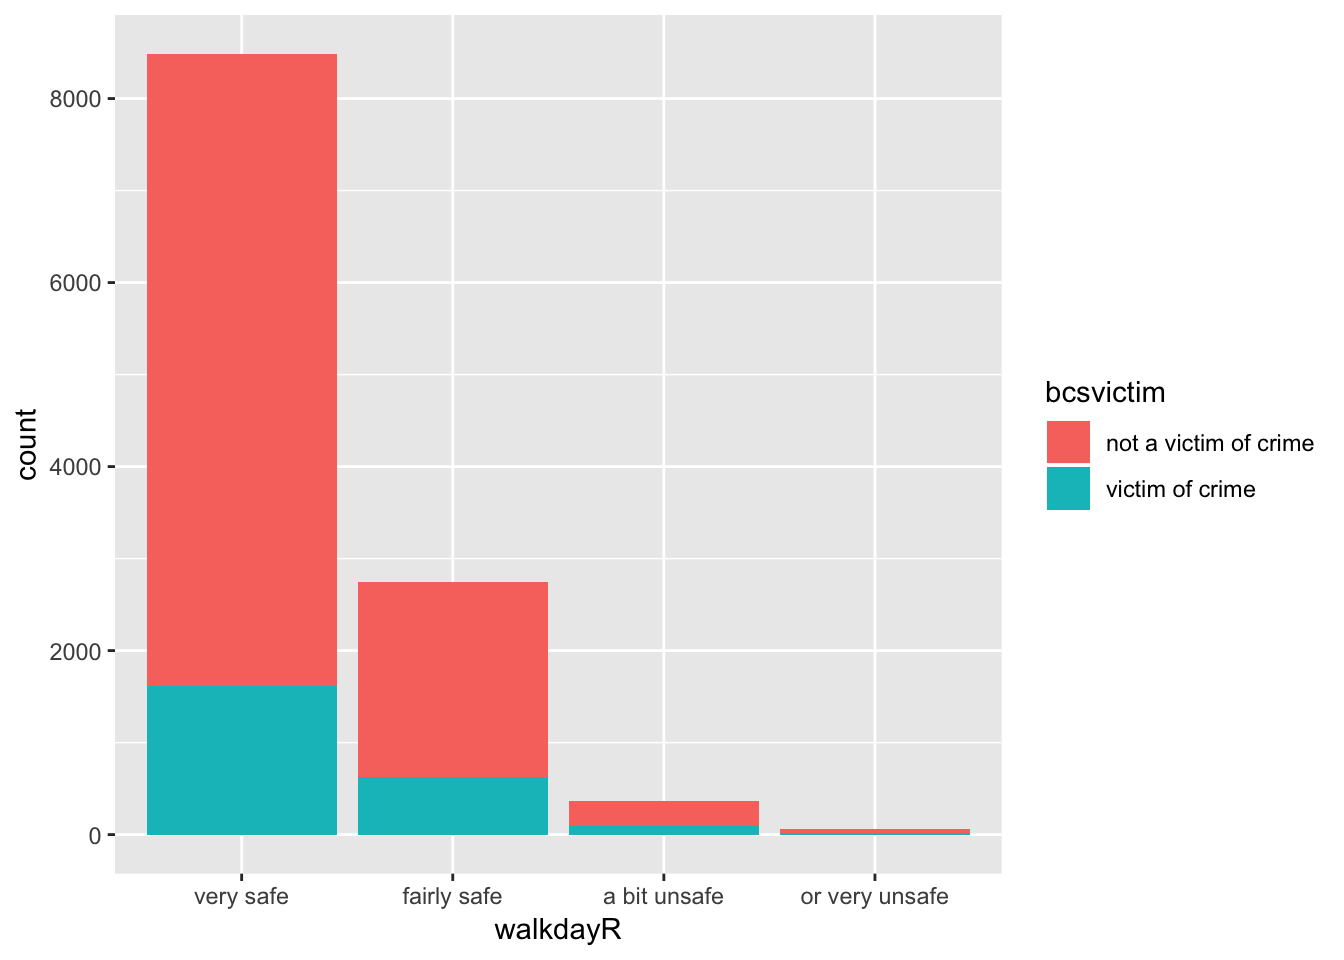 8000
6000
4000
2000
0
count
very safe
fairly safe
a bit unsafe
or very unsafe
walkdayR
bcsvictim
not a victim of crime
victim of crime